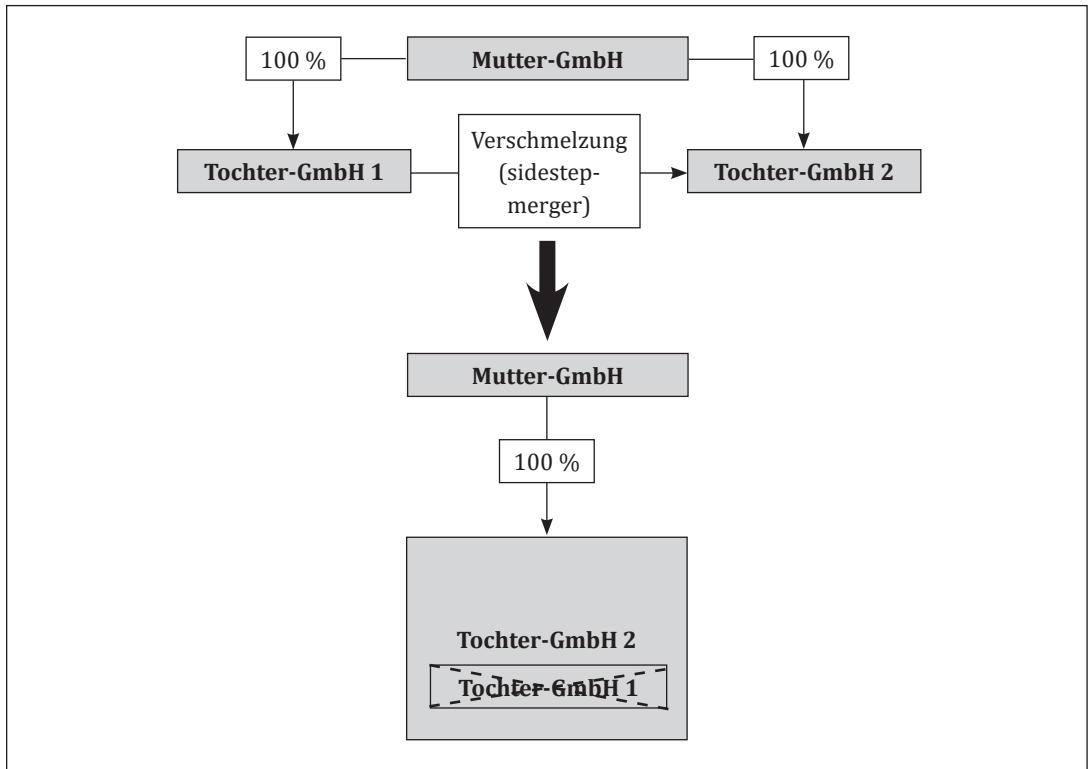 100 %
Mutter-GmbH
100 %
Tochter-GmbH 1
Verschmelzung
(sidestep-
merger)
Tochter-GmbH 2
Mutter-GmbH
100 %
Tochter-GmbH 2
Tochter-GmbH 1